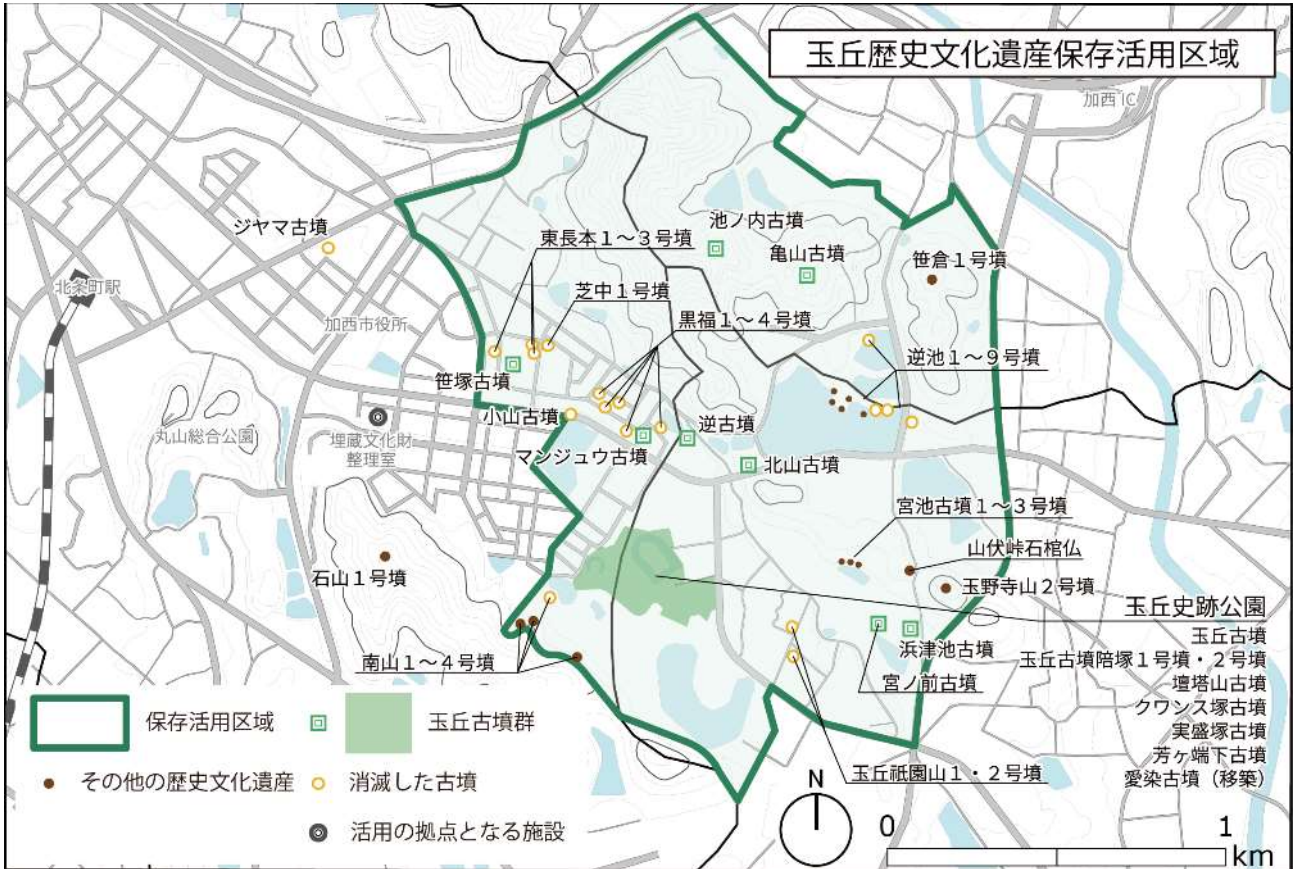 玉丘歴史文化遺産保存活用区域
加西 IC
ジヤマ古墳
東長本１～３号墳
池ノ内古墳
亀山古墳
笹倉１号墳
北条町駅
加西市役所
芝中１号墳
黒福１～４号墳
逆池１～９号墳
笹塚古墳
小山古墳
丸山総合公園
埋蔵文化財
整理室
マンジュウ古墳
逆古墳
北山古墳
宮池古墳１～３号墳
山伏峠石棺仏
石山１号墳
玉野寺山２号墳
玉丘史跡公園
玉丘古墳
玉丘古墳陪塚１号墳・２号墳
壇塔山古墳
クワンス塚古墳
実盛塚古墳
芳ヶ端下古墳
愛染古墳（移築）
浜津池古墳
宮ノ前古墳
南山１～４号墳
玉丘祇園山１・２号墳
保存活用区域
玉丘古墳群
その他の歴史文化遺産
消滅した古墳
活用の拠点となる施設
N
0
1
km